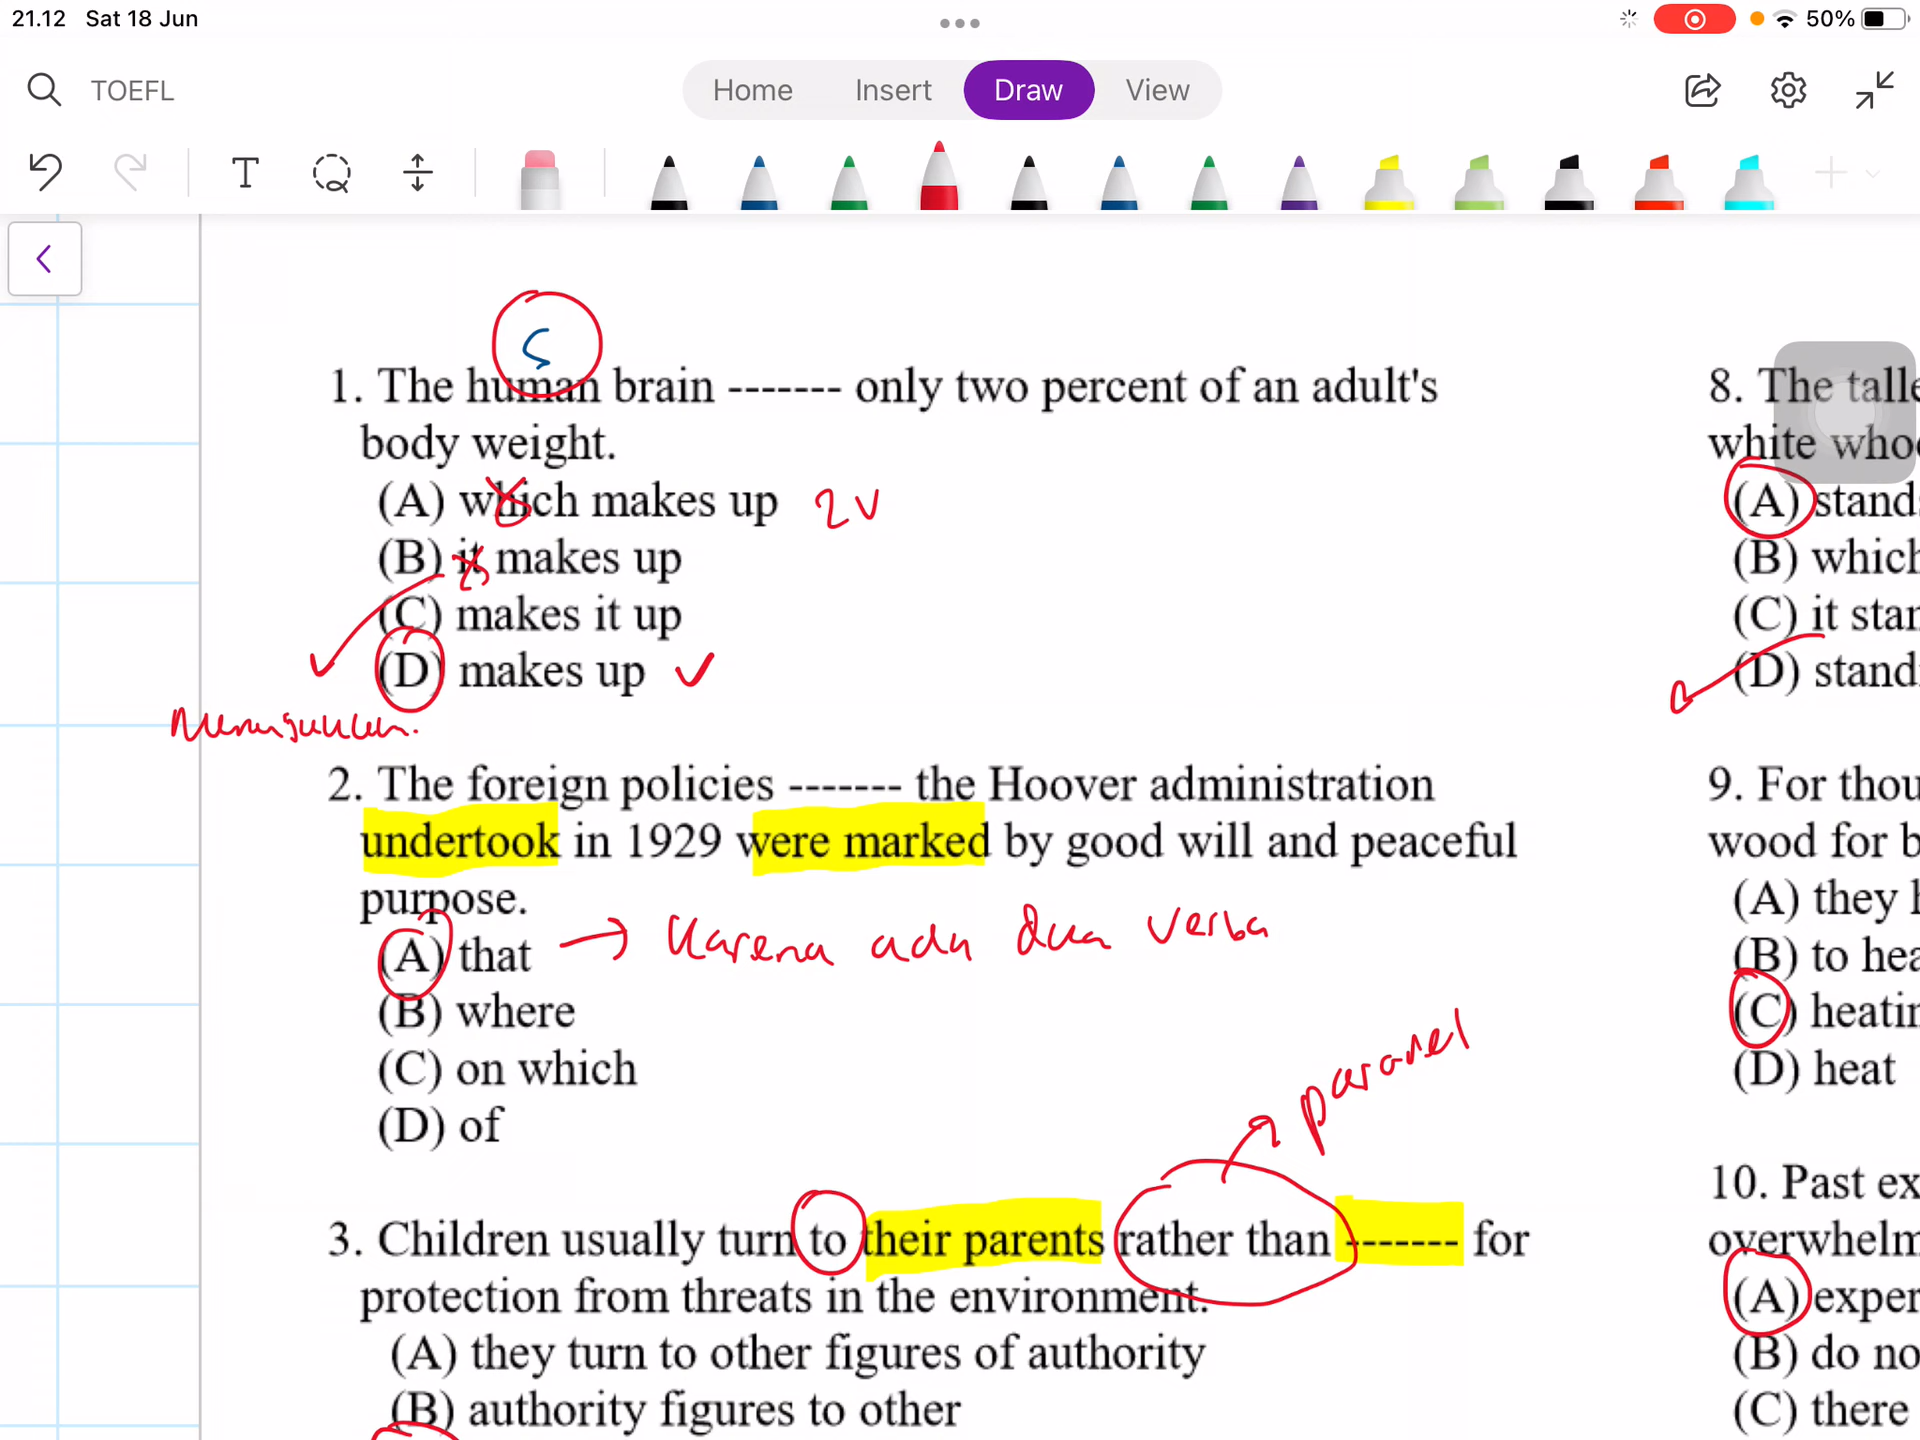 21.12 Sat 18 Jun
50%
TOEFL
Home Insert Draw View
S
1. The human brain ------- only two percent of an adult's
body weight.
(A) which makes up 2 V
(B) it makes up
(C) makes it up
(D) makes up
2. The foreign policies ------- the Hoover administration
undertook in 1929 were marked by good will and peaceful
purpose.
(A) that → Karena ada dua verba
(B) where
(C) on which
(D) of
pararel
3. Children usually turn to their parents rather than ------- for
protection from threats in the environment.
(A) they turn to other figures of authority
(B) authority figures to other
8. The talle
white whoo
(A) stands
(B) which
(C) it stan
(D) stand
9. For thou
wood for b
(A) they h
(B) to hea
(C) heatin
(D) heat
10. Past ex
overwhelm
(A) exper
(B) do no
(C) there